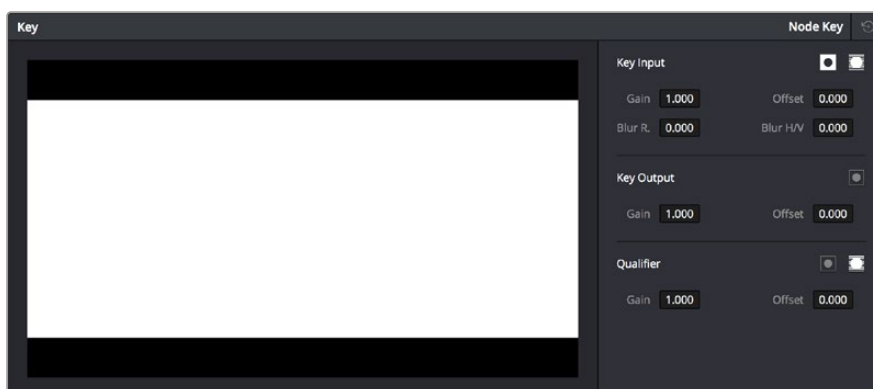 Key Node Key
Key Input
Gain 1.000 Offset 0.000
Blur R. 0.000 Blur H/V 0.000
Key Output
Gain 1.000 Offset 0.000
Qualifier
Gain 1.000 Offset 0.000